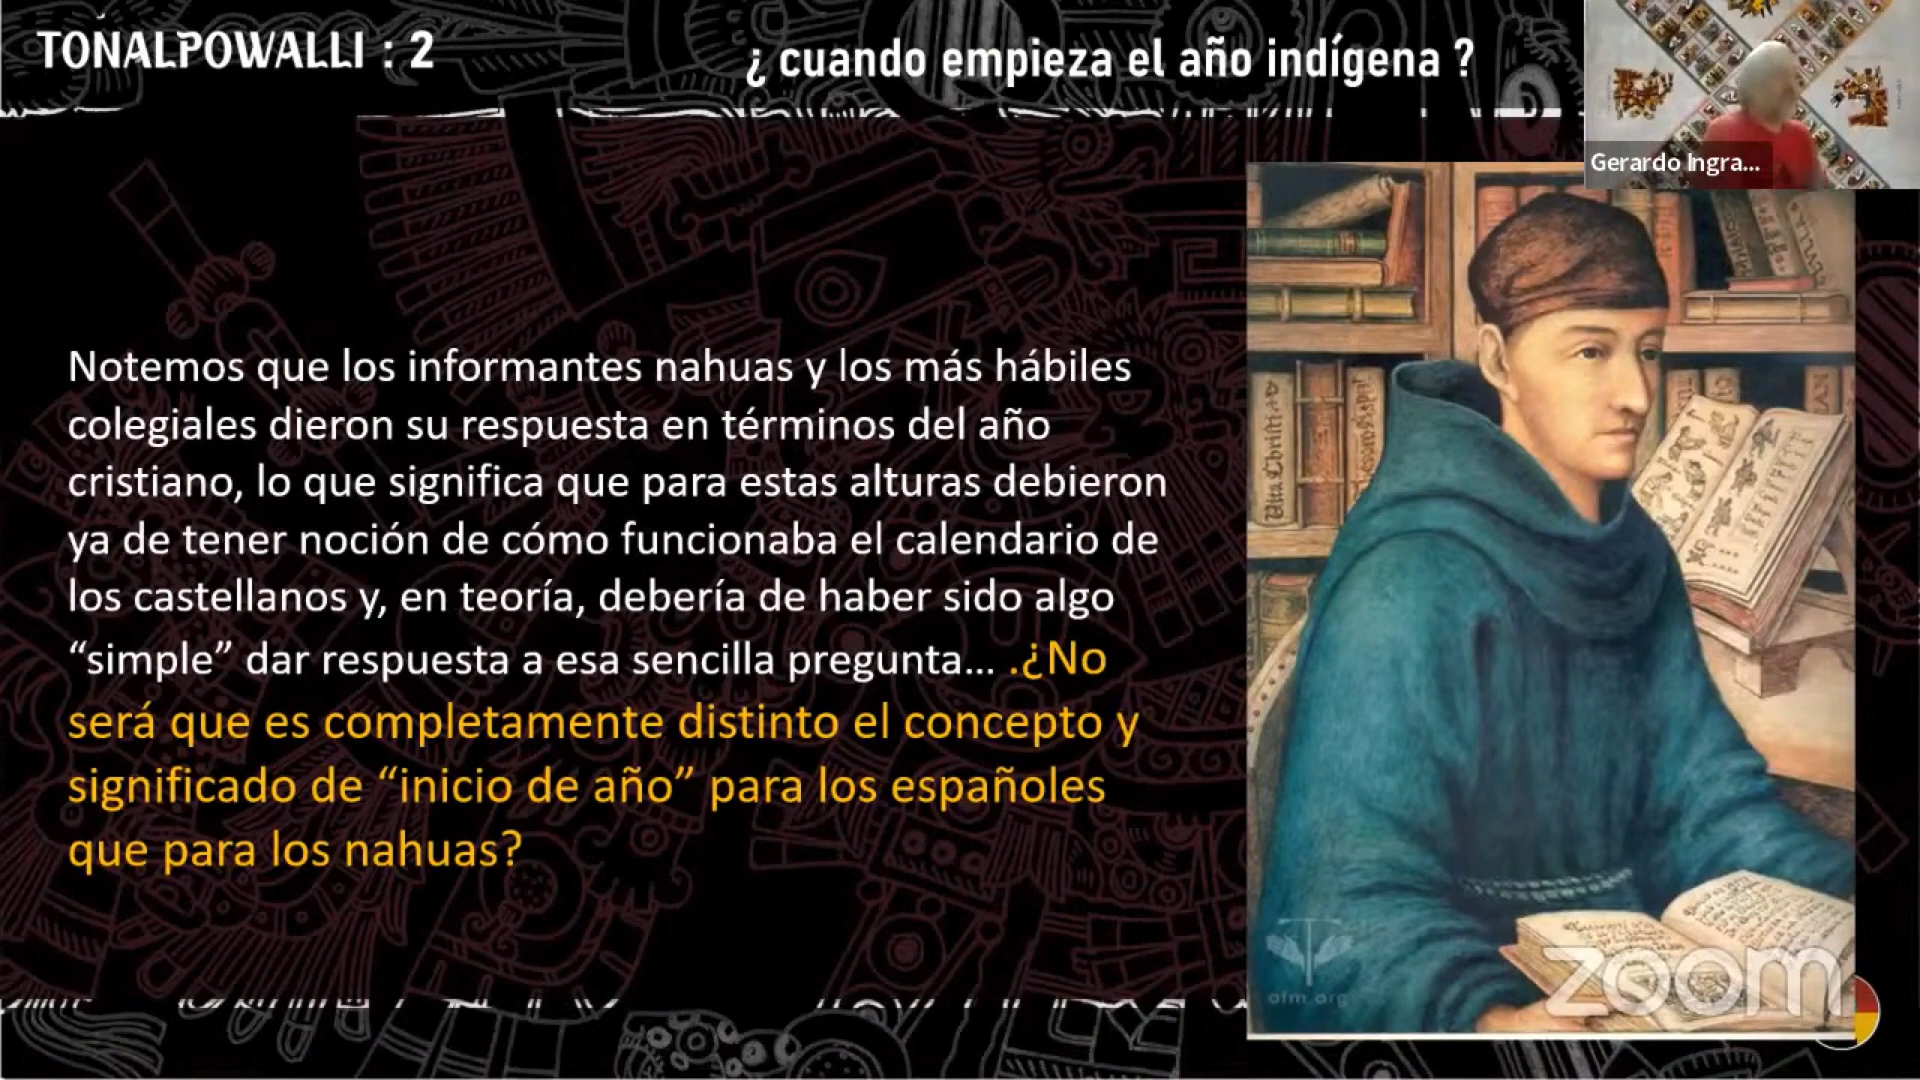 TONALPOWALLI : 2
¿ cuando empieza el año indígena ?
Gerardo Ingra...
Notemos que los informantes nahuas y los más hábiles
colegiales dieron su respuesta en términos del año
cristiano, lo que significa que para estas alturas debieron
ya de tener noción de cómo funcionaba el calendario de
los castellanos y, en teoría, debería de haber sido algo
“simple” dar respuesta a esa sencilla pregunta... .¿No
será que es completamente distinto el concepto y
significado de “inicio de año” para los españoles
que para los nahuas?
ofm.org
zoom